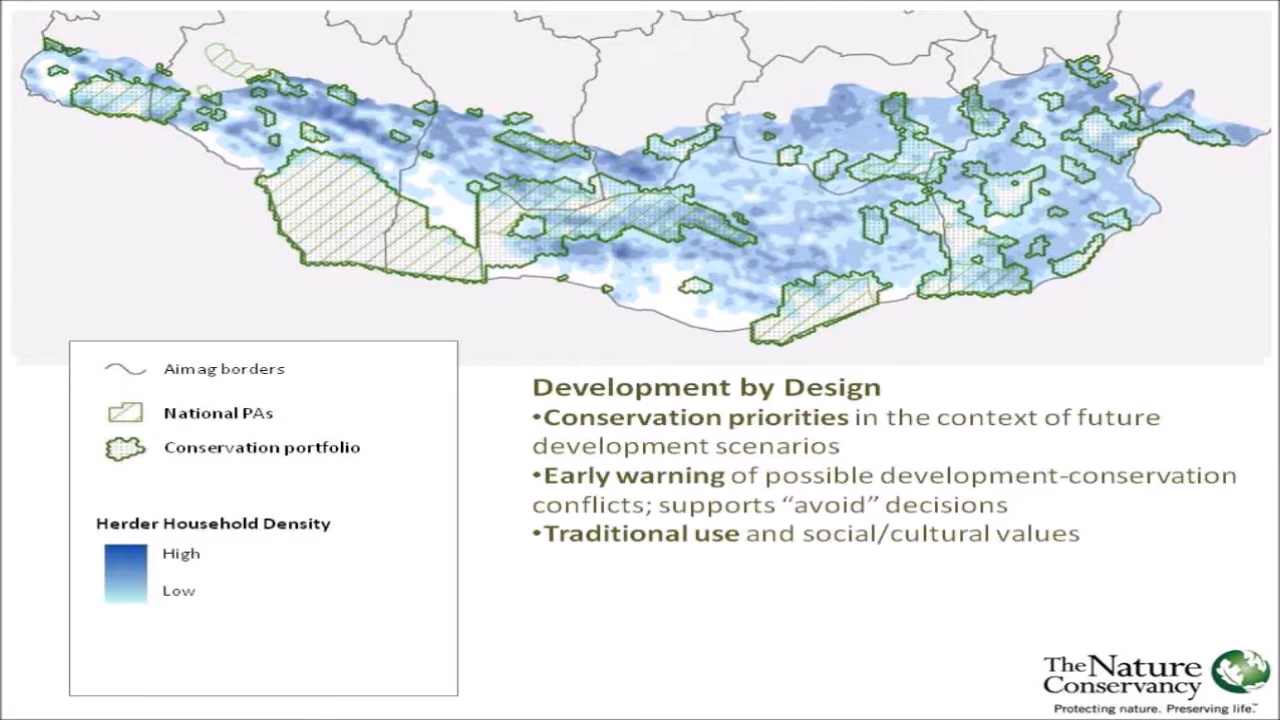 Aimag borders
National PAs
Conservation portfolio
Herder Household Density
High
Low
Development by Design
•Conservation priorities in the context of future
development scenarios
•Early warning of possible development-conservation
conflicts; supports “avoid” decisions
•Traditional use and social/cultural values
The Nature
Conservancy
Protecting nature. Preserving life.™